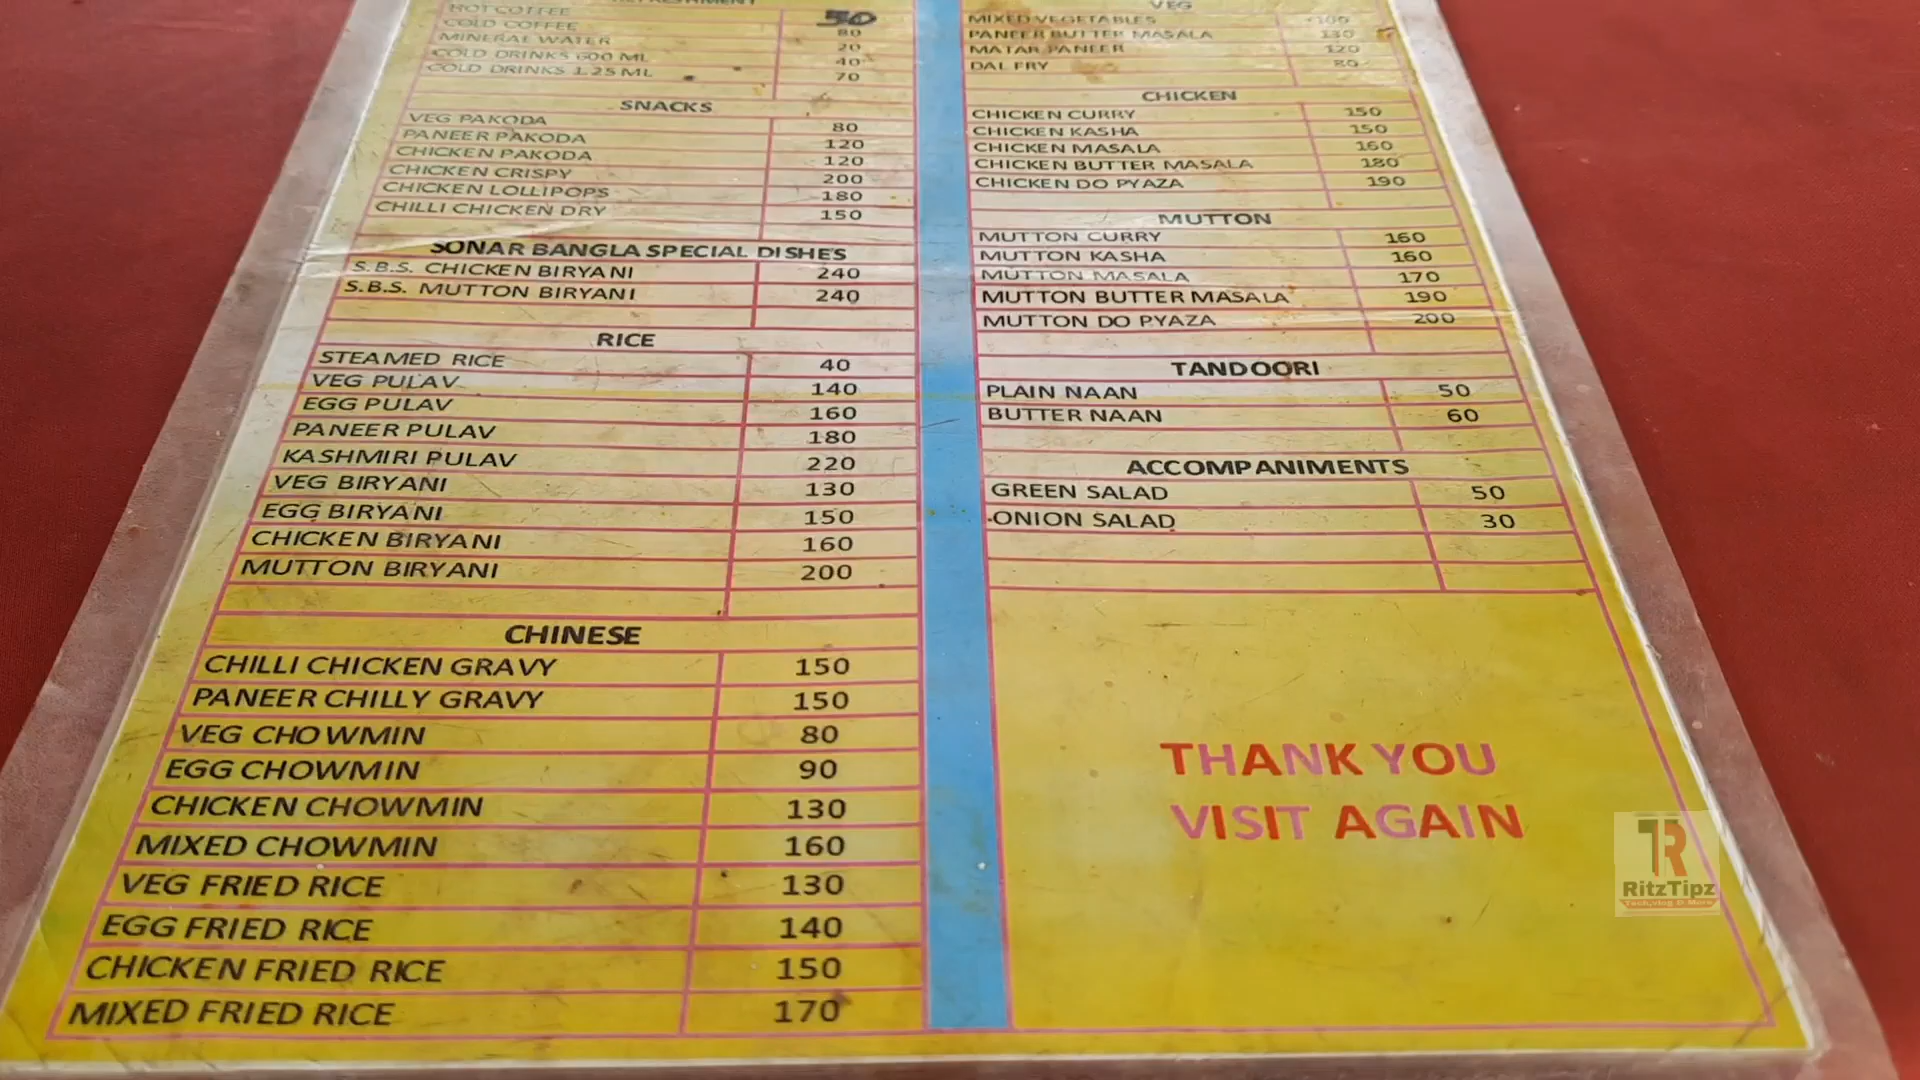 REFRESHMENT
HOT COFFEE 50
COLD COFFEE 80
MINERAL WATER 20
COLD DRINKS 600 ML 40
COLD DRINKS 1.25 ML 70
SNACKS
VEG PAKODA 80
PANEER PAKODA 120
CHICKEN PAKODA 120
CHICKEN CRISPY 200
CHICKEN LOLLIPOPS 180
CHILLI CHICKEN DRY 150
SONAR BANGLA SPECIAL DISHES
S.B.S. CHICKEN BIRYANI 240
S.B.S. MUTTON BIRYANI 240
RICE
STEAMED RICE 40
VEG PULAV 140
EGG PULAV 160
PANEER PULAV 180
KASHMIRI PULAV 220
VEG BIRYANI 130
EGG BIRYANI 150
CHICKEN BIRYANI 160
MUTTON BIRYANI 200
CHINESE
CHILLI CHICKEN GRAVY 150
PANEER CHILLY GRAVY 150
VEG CHOWMIN 80
EGG CHOWMIN 90
CHICKEN CHOWMIN 130
MIXED CHOWMIN 160
VEG FRIED RICE 130
EGG FRIED RICE 140
CHICKEN FRIED RICE 150
MIXED FRIED RICE 170
VEG
MIXED VEGETABLES 100
PANEER BUTTER MASALA 130
MATAR PANEER 120
DAL FRY 80
CHICKEN
CHICKEN CURRY 150
CHICKEN KASHA 150
CHICKEN MASALA 160
CHICKEN BUTTER MASALA 180
CHICKEN DO PYAZA 190
MUTTON
MUTTON CURRY 160
MUTTON KASHA 160
MUTTON MASALA 170
MUTTON BUTTER MASALA 190
MUTTON DO PYAZA 200
TANDOORI
PLAIN NAAN 50
BUTTER NAAN 60
ACCOMPANIMENTS
GREEN SALAD 50
ONION SALAD 30
THANK YOU
VISIT AGAIN
TR
RitzTipz
Tech,vlog & More